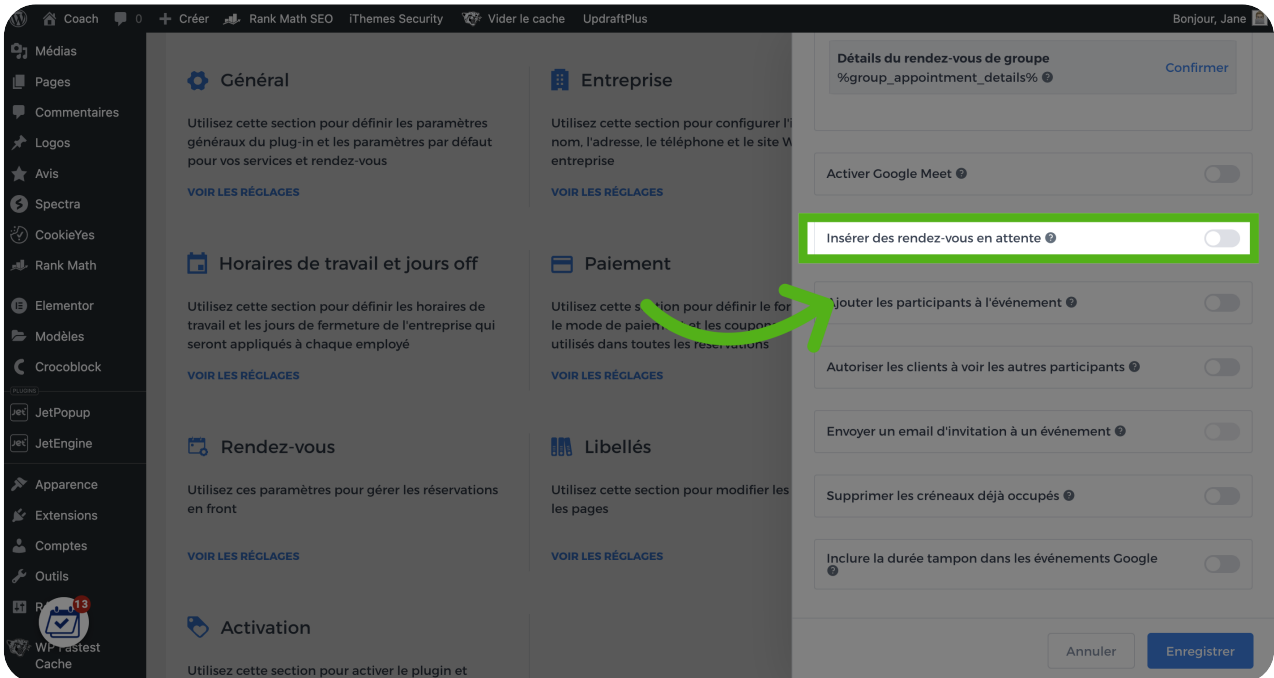 Coach
0
Créer
Rank Math SEO
iThemes Security
Vider le cache
UpdraftPlus
Bonjour, Jane
Médias
Pages
Commentaires
Logos
Avis
Spectra
CookieYes
Rank Math
Elementor
Modèles
Crocoblock
PLUGINS
JetPopup
JetEngine
Apparence
Extensions
Comptes
Outils
13
WP Fastest
Cache
Général
Utilisez cette section pour définir les paramètres
généraux du plug-in et les paramètres par défaut
pour vos services et rendez-vous
VOIR LES RÉGLAGES
Entreprise
Utilisez cette section pour configurer l'i
nom, l'adresse, le téléphone et le site W
entreprise
VOIR LES RÉGLAGES
Horaires de travail et jours off
Utilisez cette section pour définir les horaires de
travail et les jours de fermeture de l'entreprise qui
seront appliqués à chaque employé
VOIR LES RÉGLAGES
Paiement
Utilisez cette section pour définir le for
le mode de paiement et les coupons
utilisés dans toutes les réservations
VOIR LES RÉGLAGES
Rendez-vous
Utilisez ces paramètres pour gérer les réservations
en front
VOIR LES RÉGLAGES
Libellés
Utilisez cette section pour modifier les
les pages
VOIR LES RÉGLAGES
Activation
Utilisez cette section pour activer le plugin et
Détails du rendez-vous de groupe
%group_appointment_details%
Confirmer
Activer Google Meet
Insérer des rendez-vous en attente
Ajouter les participants à l'événement
Autoriser les clients à voir les autres participants
Envoyer un email d'invitation à un événement
Supprimer les créneaux déjà occupés
Inclure la durée tampon dans les événements Google
Annuler
Enregistrer